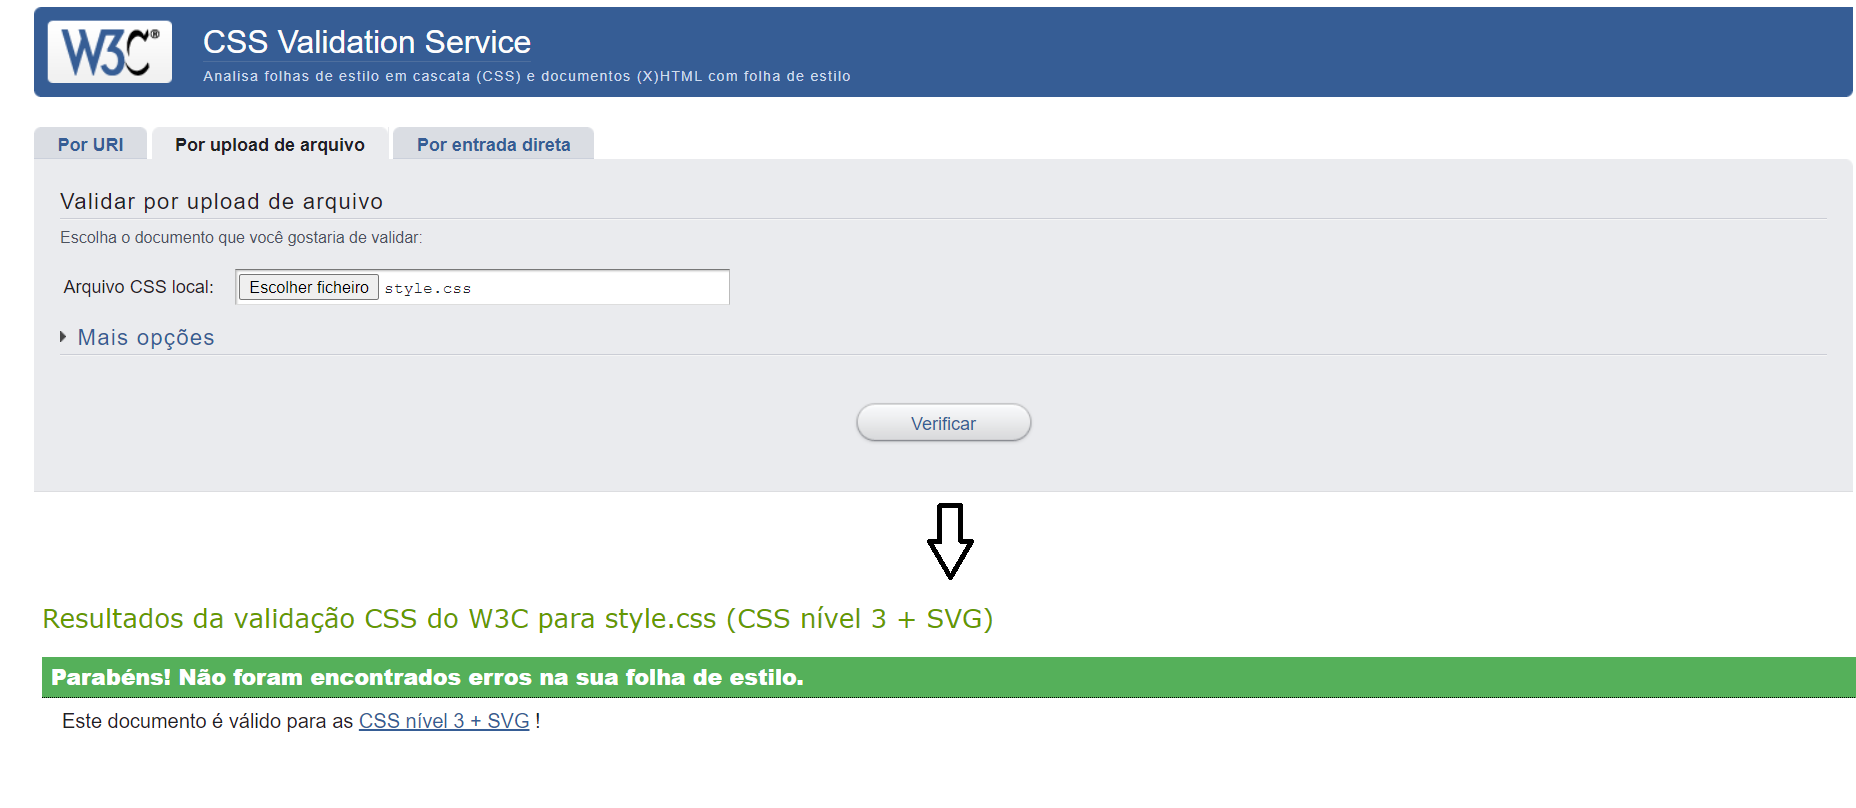 W3C®
CSS Validation Service
Analisa folhas de estilo em cascata (CSS) e documentos (X)HTML com folha de estilo
Por URI
Por upload de arquivo
Por entrada direta
Validar por upload de arquivo
Escolha o documento que você gostaria de validar:
Arquivo CSS local: Escolher ficheiro style.css
Mais opções
Verificar
Resultados da validação CSS do W3C para style.css (CSS nível 3 + SVG)
Parabéns! Não foram encontrados erros na sua folha de estilo.
Este documento é válido para as CSS nível 3 + SVG !